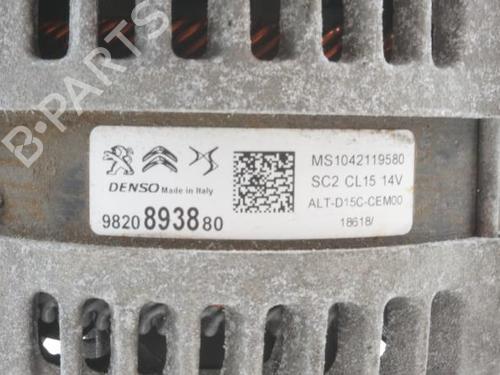 B-PARTS
MS1042119580
SC2 CL15 14V
DENSO Made in Italy
ALT-D15C-CEM00
9820893880
18618/